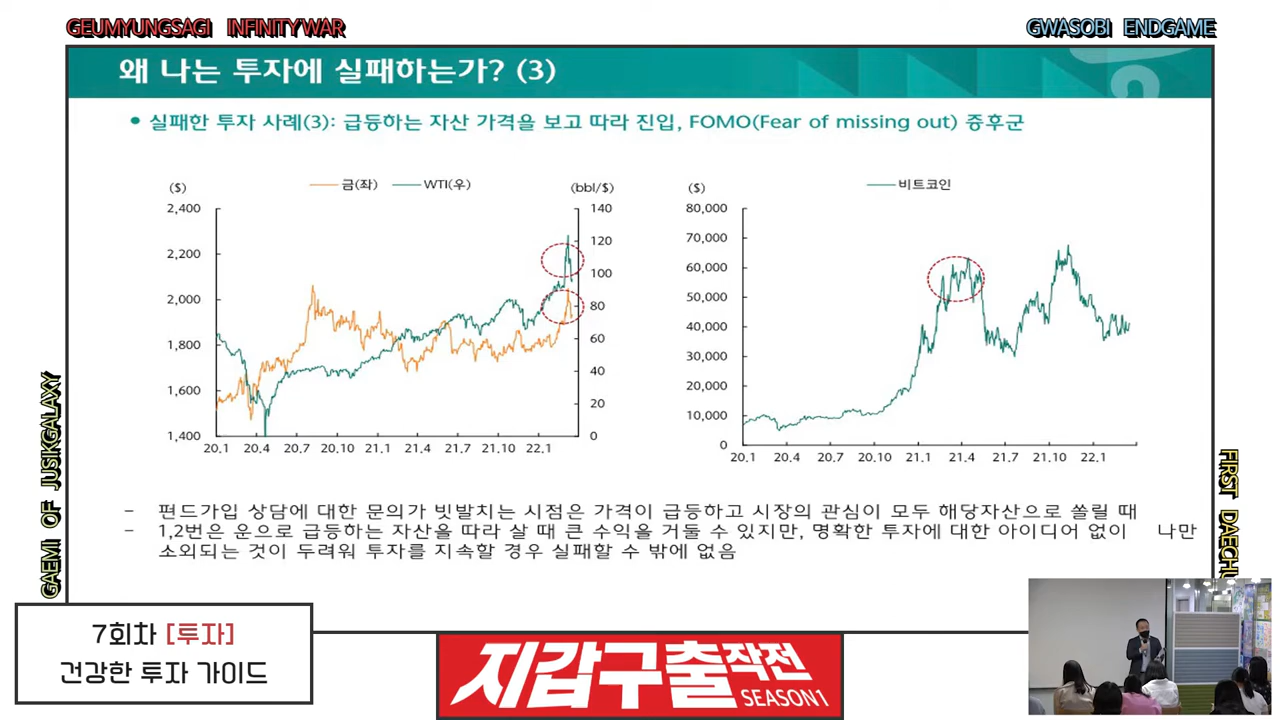 GEUMYUNGSAGI INFINITYWAR
GWASOBI ENDGAME
왜 나는 투자에 실패하는가? (3)
• 실패한 투자 사례(3): 급등하는 자산 가격을 보고 따라 진입, FOMO(Fear of missing out) 증후군
($) 금(좌) WTI(우) (bbl/$)
2,400 140
2,200 120
2,000 100
1,800 80
1,600 60
1,400 40
20
0
20.1 20.4 20.7 20.10 21.1 21.4 21.7 21.10 22.1
($) 비트코인
80,000
70,000
60,000
50,000
40,000
30,000
20,000
10,000
0
20.1 20.4 20.7 20.10 21.1 21.4 21.7 21.10 22.1
– 펀드가입 상담에 대한 문의가 빗발치는 시점은 가격이 급등하고 시장의 관심이 모두 해당자산으로 쏠릴 때
– 1,2번은 운으로 급등하는 자산을 따라 살 때 큰 수익을 거둘 수 있지만, 명확한 투자에 대한 아이디어 없이 나만
소외되는 것이 두려워 투자를 지속할 경우 실패할 수 밖에 없음
GAEMI OF JUSIKGALAXY
FIRST
7회차 [투자]
건강한 투자 가이드
지갑구출작전
SEASON1